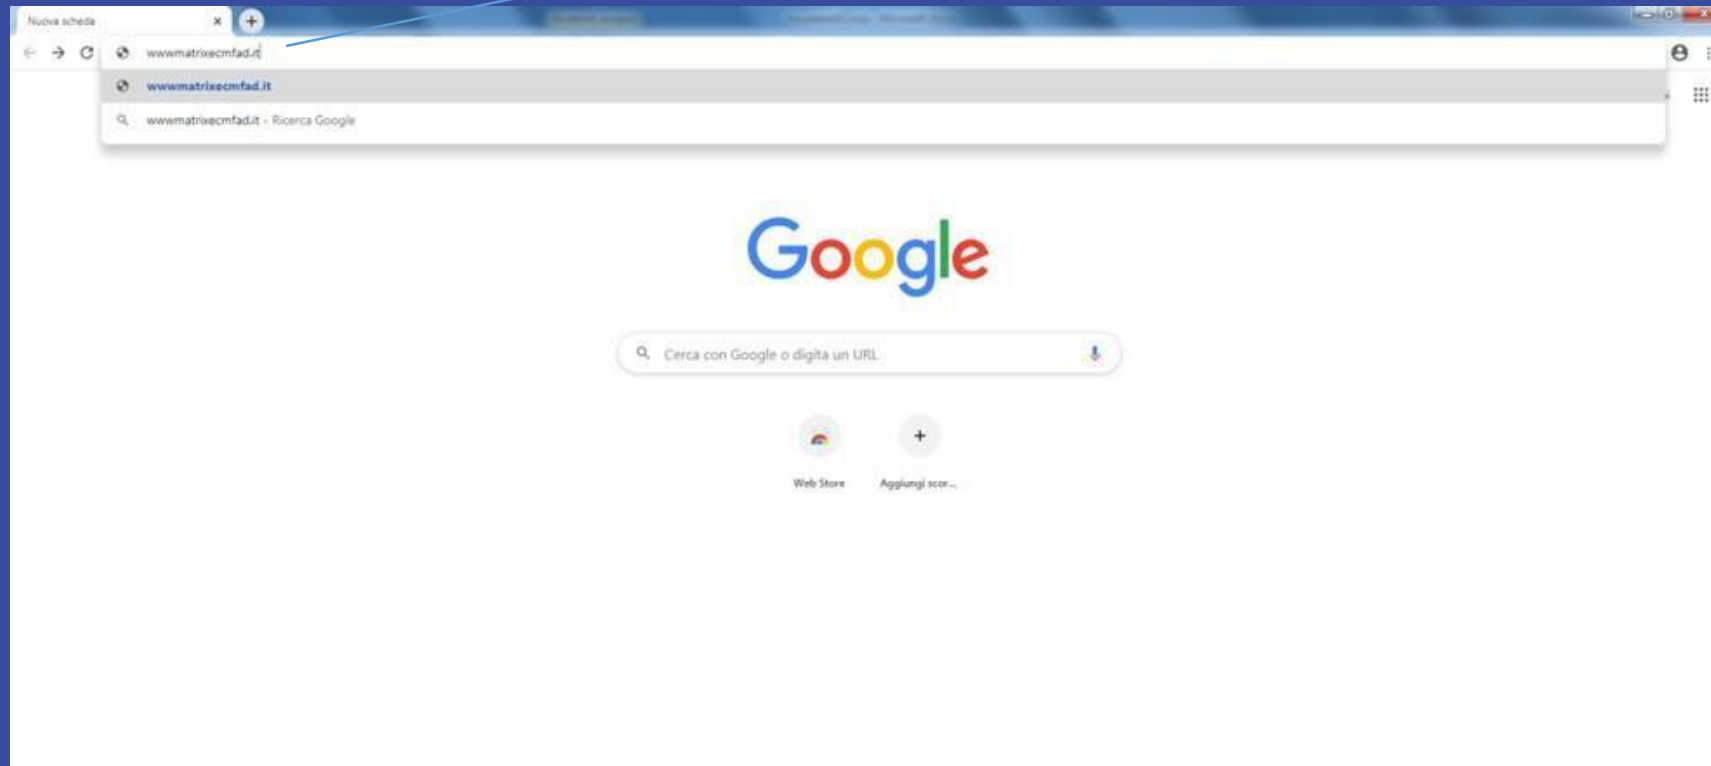 Nuova scheda
wwwmatrixecmfad.it
wwwmatrixecmfad.it
wwwmatrixecmfad.it - Ricerca Google
Google
Cerca con Google o digita un URL
Web Store
Aggiungi scor...